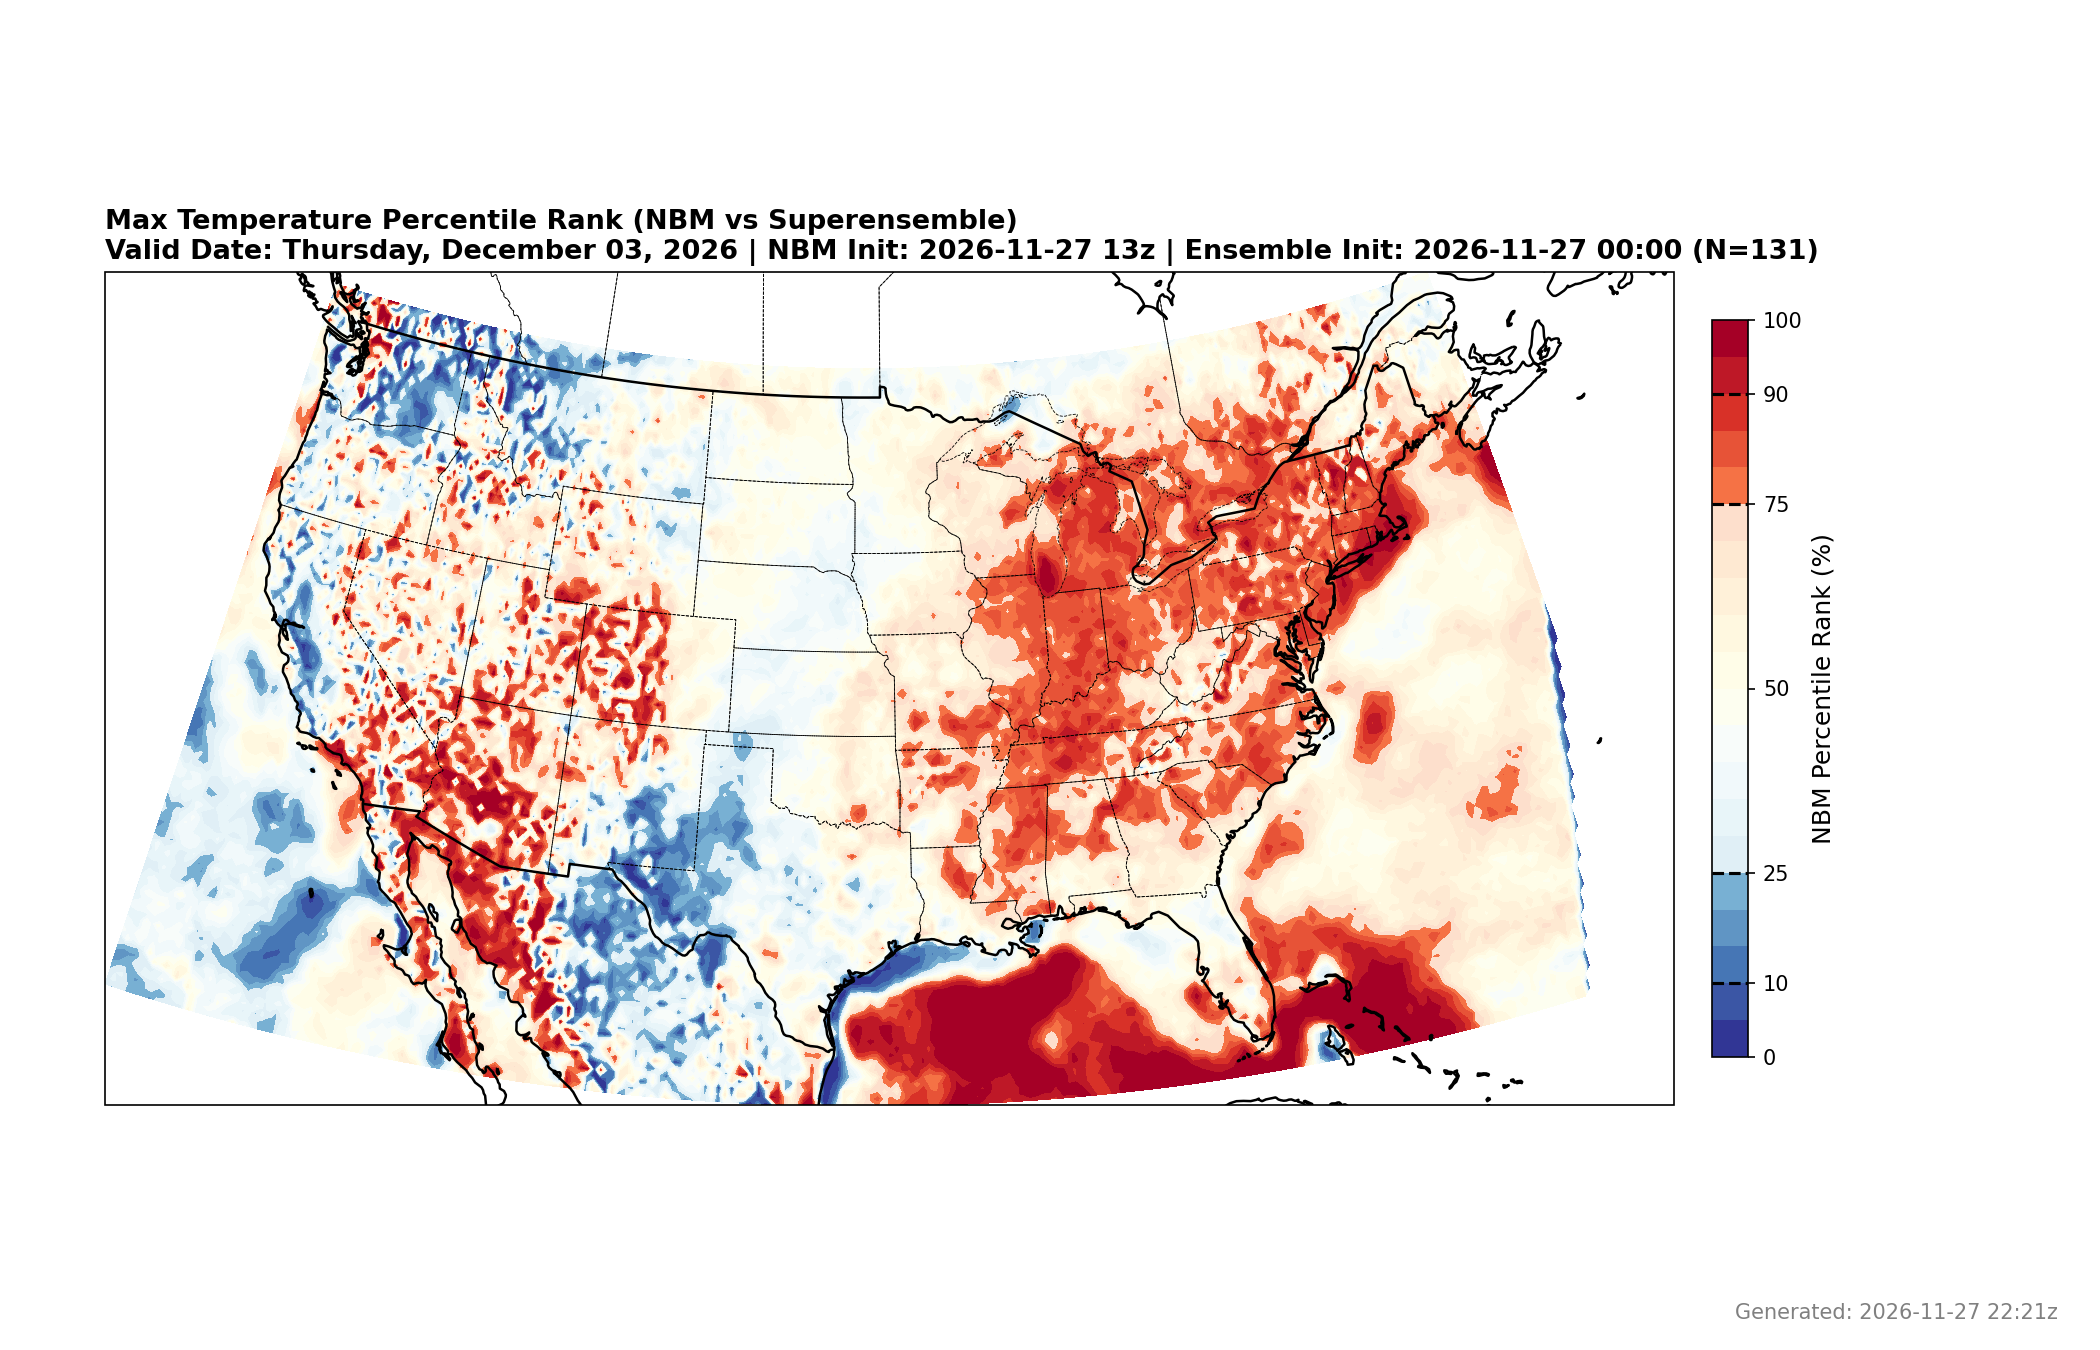 Max Temperature Percentile Rank (NBM vs Superensemble)
Valid Date: Thursday, December 03, 2026 | NBM Init: 2026-11-27 13z | Ensemble Init: 2026-11-27 00:00 (N=131)
100
90
75
50
25
10
0
NBM Percentile Rank (%)
Generated: 2026-11-27 22:21z